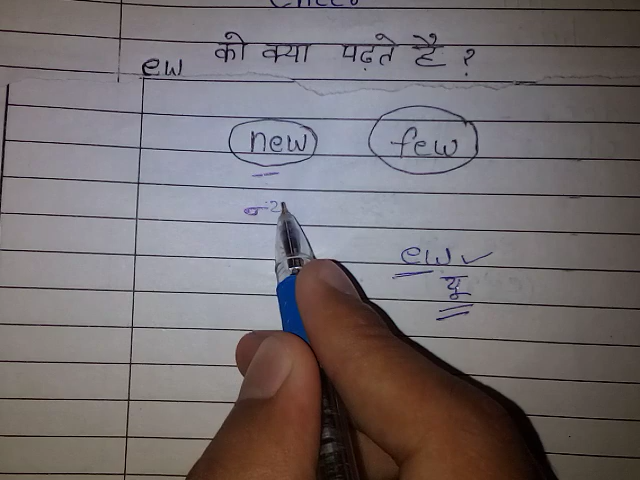 ew को क्या पढ़ते है ?
new few
ew
यू